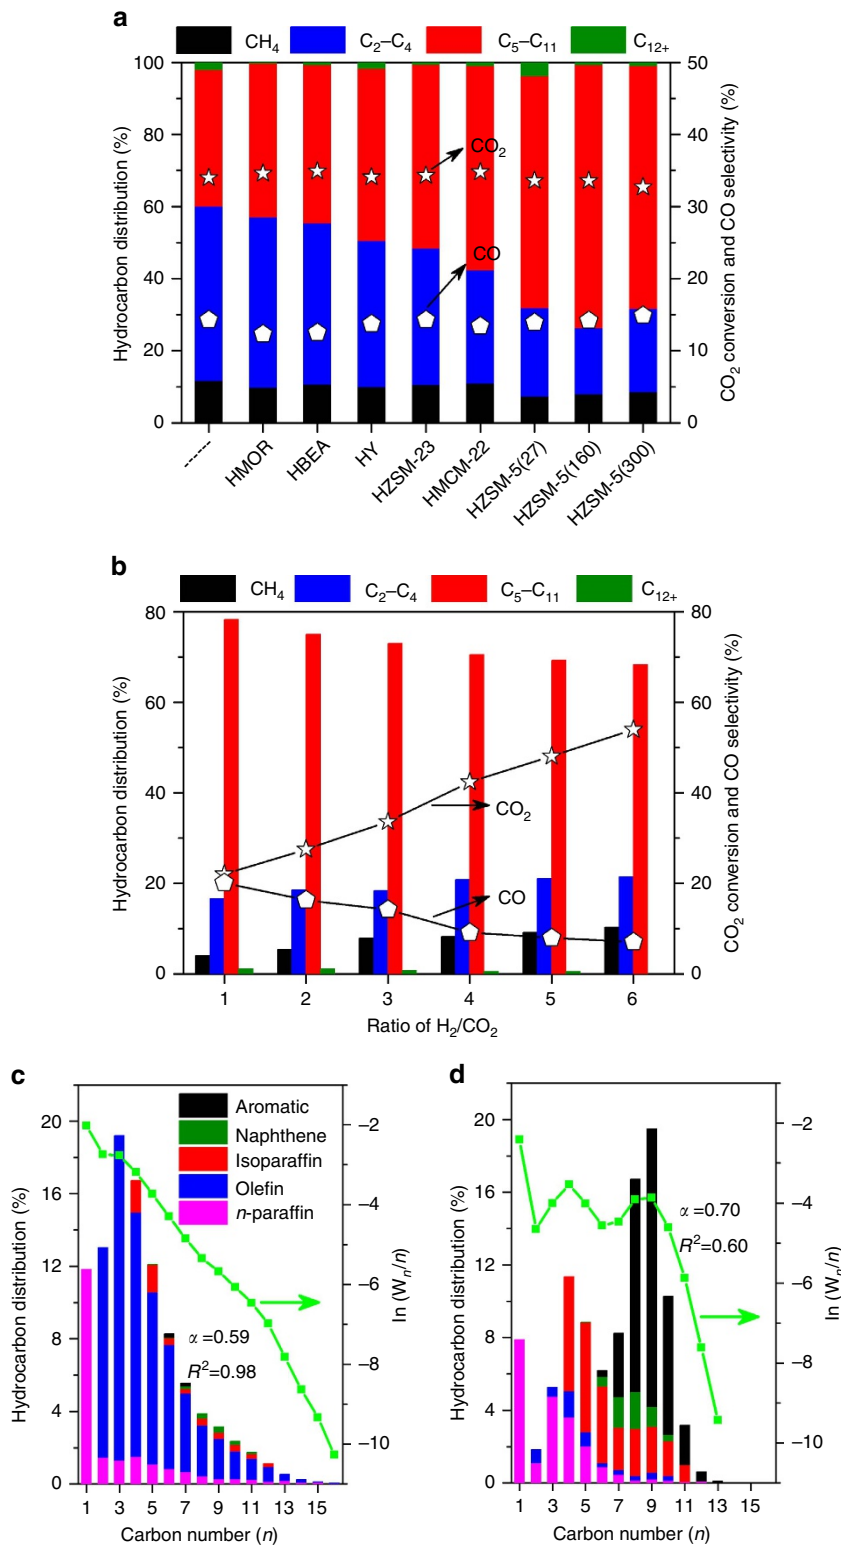 a
CH4 C2–C4 C5–C11 C12+
Hydrocarbon distribution (%)
100
80
60
40
20
0
CO2
CO
50
40
30
20
10
0
CO2 conversion and CO selectivity (%)
------
HMOR
HBEA
HY
HZSM-23
HMCM-22
HZSM-5(27)
HZSM-5(160)
HZSM-5(300)
b
CH4 C2–C4 C5–C11 C12+
Hydrocarbon distribution (%)
80
60
40
20
0
CO2
CO
80
60
40
20
0
CO2 conversion and CO selectivity (%)
1 2 3 4 5 6
Ratio of H2/CO2
c
Hydrocarbon distribution (%)
20
16
12
8
4
0
Aromatic
Naphthene
Isoparaffin
Olefin
n-paraffin
α =0.59
R2=0.98
–2
–4
–6
–8
–10
ln (Wn/n)
1 3 5 7 9 11 13 15
Carbon number (n)
d
Hydrocarbon distribution (%)
20
16
12
8
4
0
α =0.70
R2=0.60
–2
–4
–6
–8
–10
ln (Wn/n)
1 3 5 7 9 11 13 15
Carbon number (n)